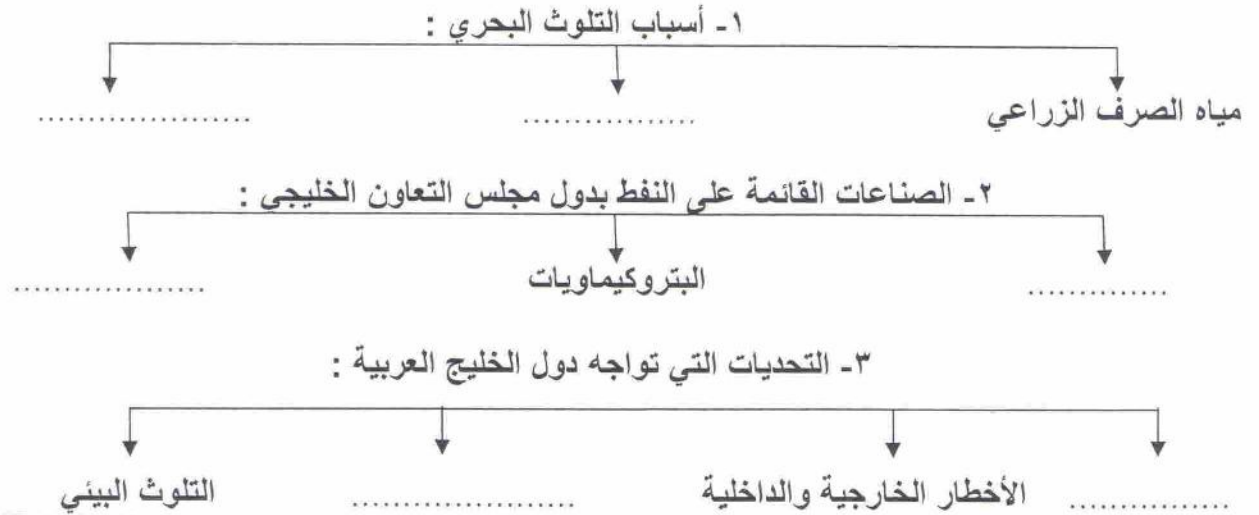 ١- أسباب التلوث البحري :
مياه الصرف الزراعي ................. .....................
٢- الصناعات القائمة على النفط بدول مجلس التعاون الخليجي :
.............. البتروكيماويات ...................
٣- التحديات التي تواجه دول الخليج العربية :
................ الأخطار الخارجية والداخلية ...................... التلوث البيئي